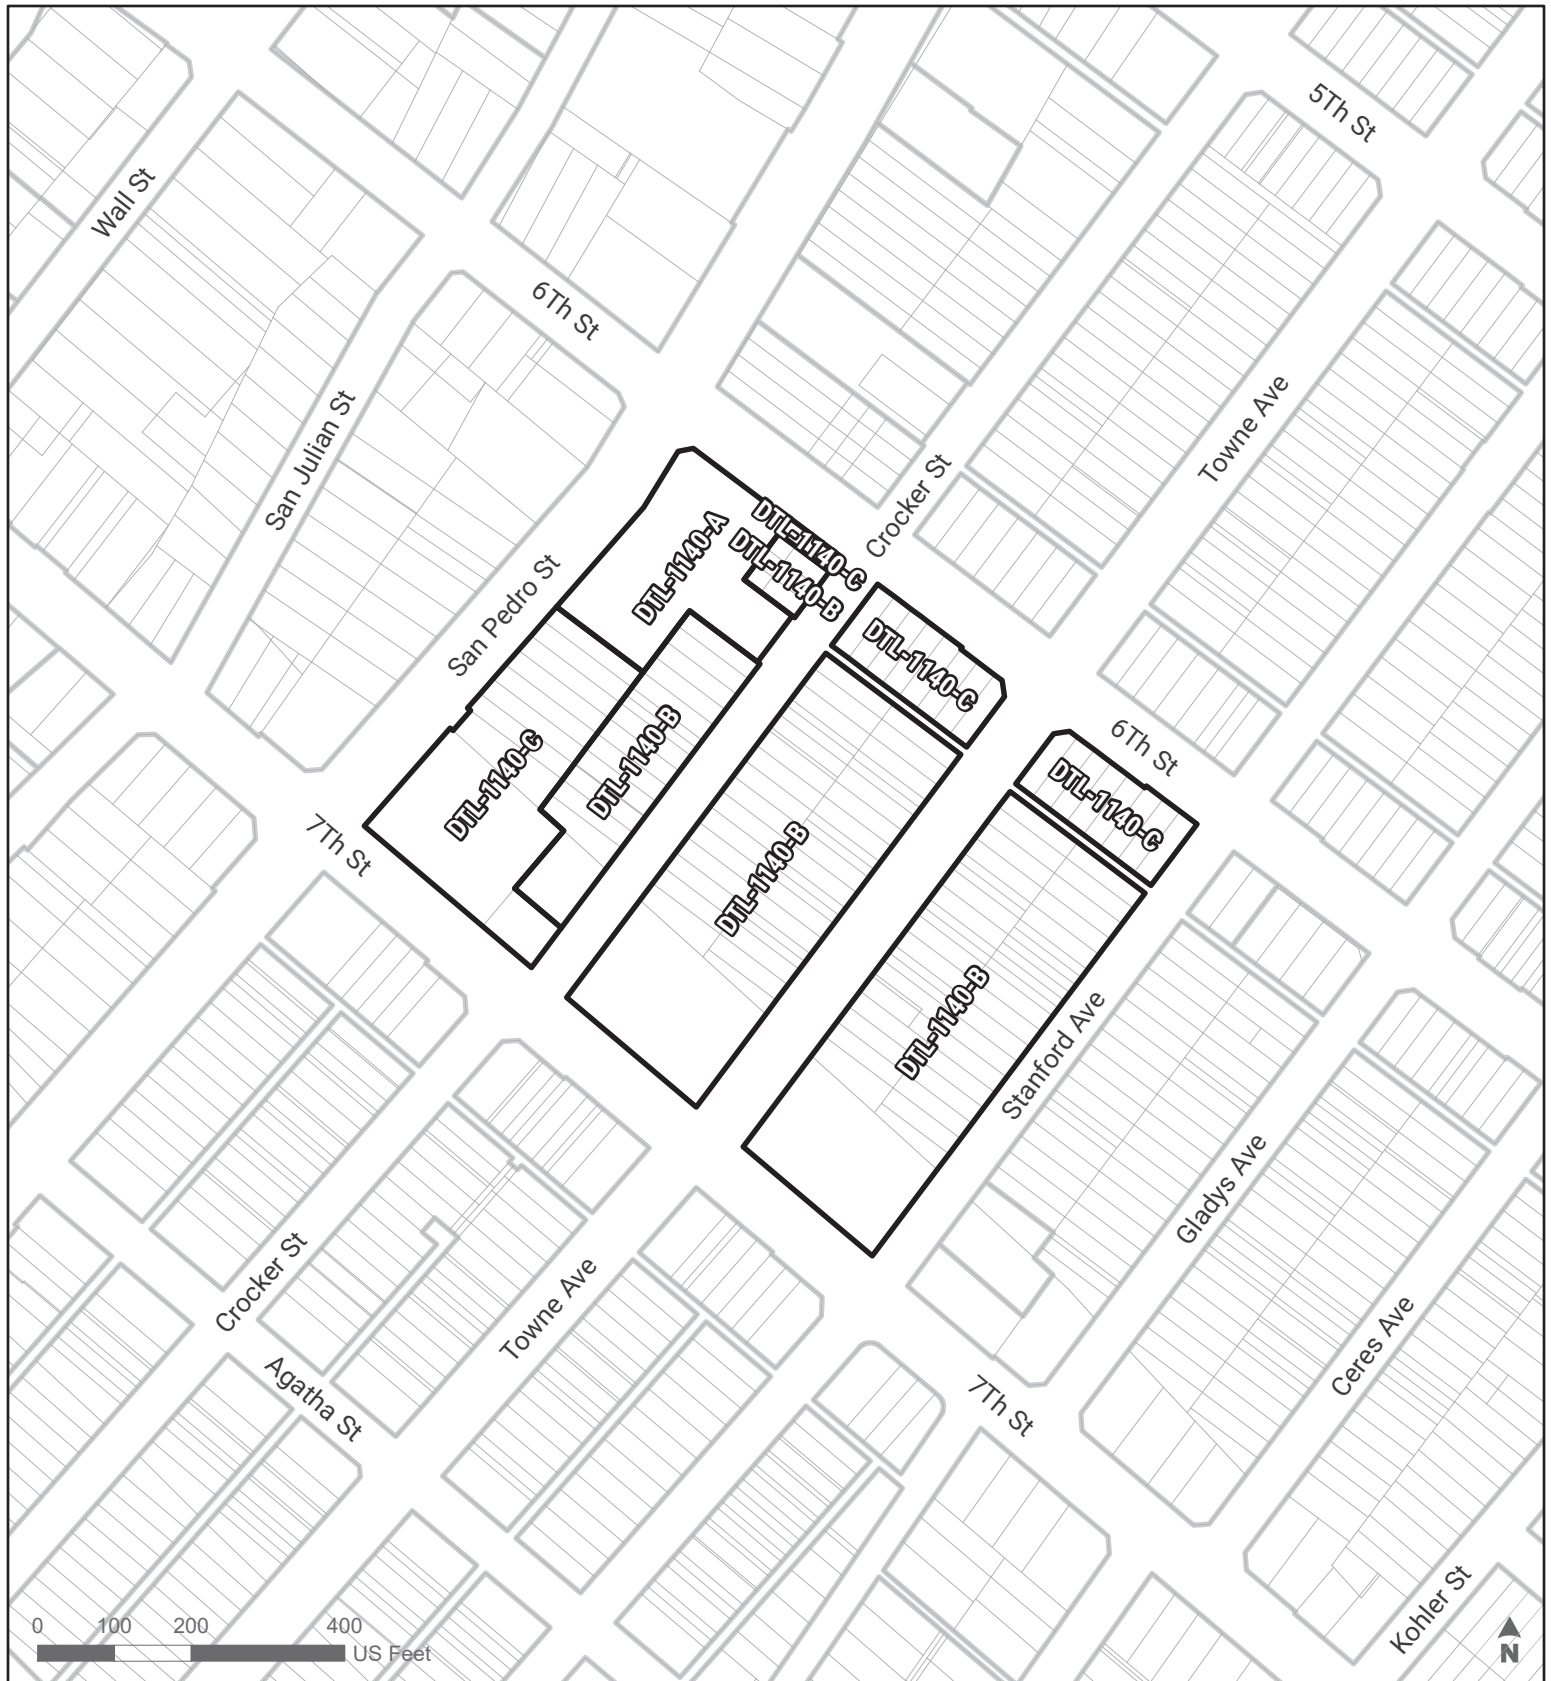 5Th St
Wall St
6Th St
Towne Ave
San Julian St
Crocker St
DTL-1140-C
DTL-1140-A
DTL-1140-B
San Pedro St
DTL-1140-C
6Th St
DTL-1140-B
DTL-1140-C
DTL-1140-C
7Th St
DTL-1140-B
DTL-1140-B
Stanford Ave
Gladys Ave
Crocker St
Towne Ave
Ceres Ave
Agatha St
7Th St
Kohler St
0 100 200 400
US Feet
N